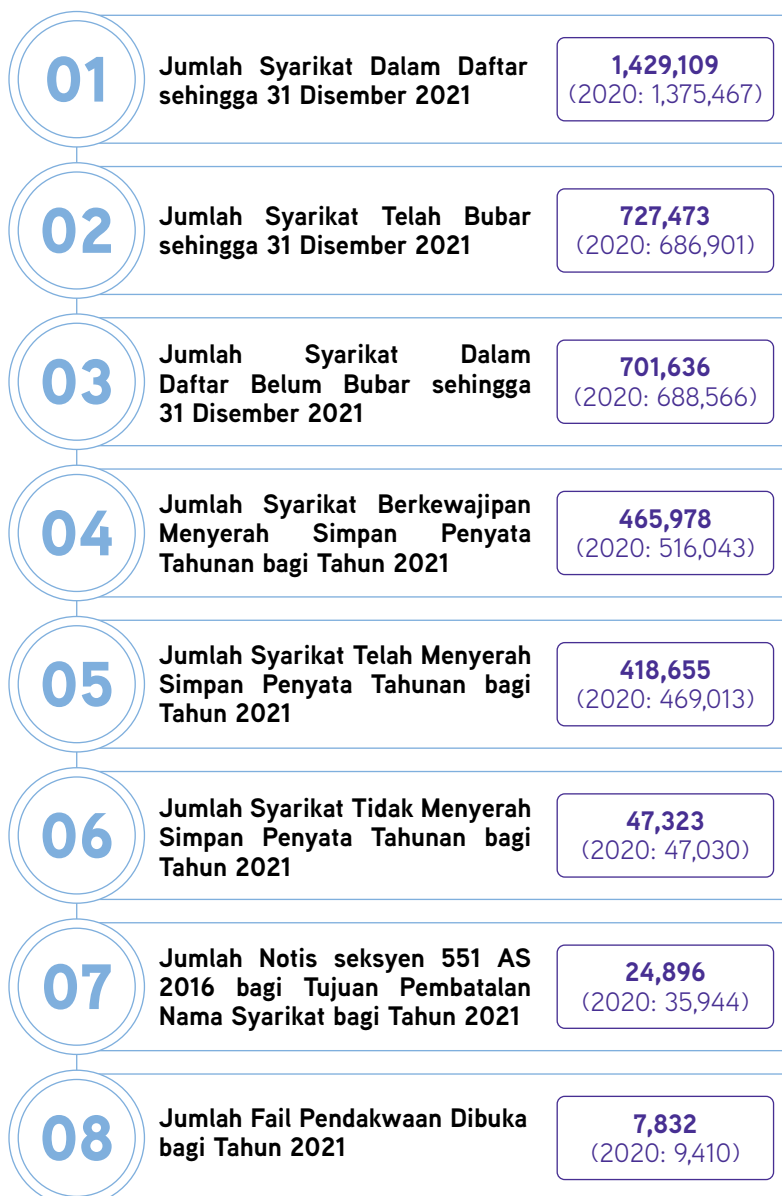 01
Jumlah Syarikat Dalam Daftar
sehingga 31 Disember 2021
1,429,109
(2020: 1,375,467)
02
Jumlah Syarikat Telah Bubar
sehingga 31 Disember 2021
727,473
(2020: 686,901)
03
Jumlah Syarikat Dalam
Daftar Belum Bubar sehingga
31 Disember 2021
701,636
(2020: 688,566)
04
Jumlah Syarikat Berkewajipan
Menyerah Simpan Penyata
Tahunan bagi Tahun 2021
465,978
(2020: 516,043)
05
Jumlah Syarikat Telah Menyerah
Simpan Penyata Tahunan bagi
Tahun 2021
418,655
(2020: 469,013)
06
Jumlah Syarikat Tidak Menyerah
Simpan Penyata Tahunan bagi
Tahun 2021
47,323
(2020: 47,030)
07
Jumlah Notis seksyen 551 AS
2016 bagi Tujuan Pembatalan
Nama Syarikat bagi Tahun 2021
24,896
(2020: 35,944)
08
Jumlah Fail Pendakwaan Dibuka
bagi Tahun 2021
7,832
(2020: 9,410)